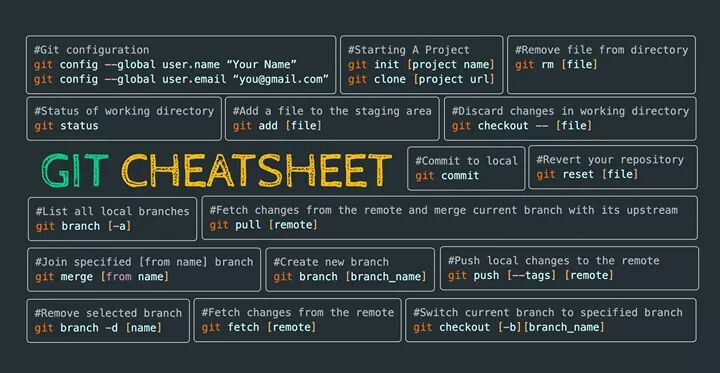 #Git configuration
git config --global user.name “Your Name”
git config --global user.email “you@gmail.com”
#Starting A Project
git init [project name]
git clone [project url]
#Remove file from directory
git rm [file]
#Status of working directory
git status
#Add a file to the staging area
git add [file]
#Discard changes in working directory
git checkout -- [file]
GIT CHEATSHEET
#Commit to local
git commit
#Revert your repository
git reset [file]
#List all local branches
git branch [-a]
#Fetch changes from the remote and merge current branch with its upstream
git pull [remote]
#Join specified [from name] branch
git merge [from name]
#Create new branch
git branch [branch_name]
#Push local changes to the remote
git push [--tags] [remote]
#Remove selected branch
git branch -d [name]
#Fetch changes from the remote
git fetch [remote]
#Switch current branch to specified branch
git checkout [-b][branch_name]